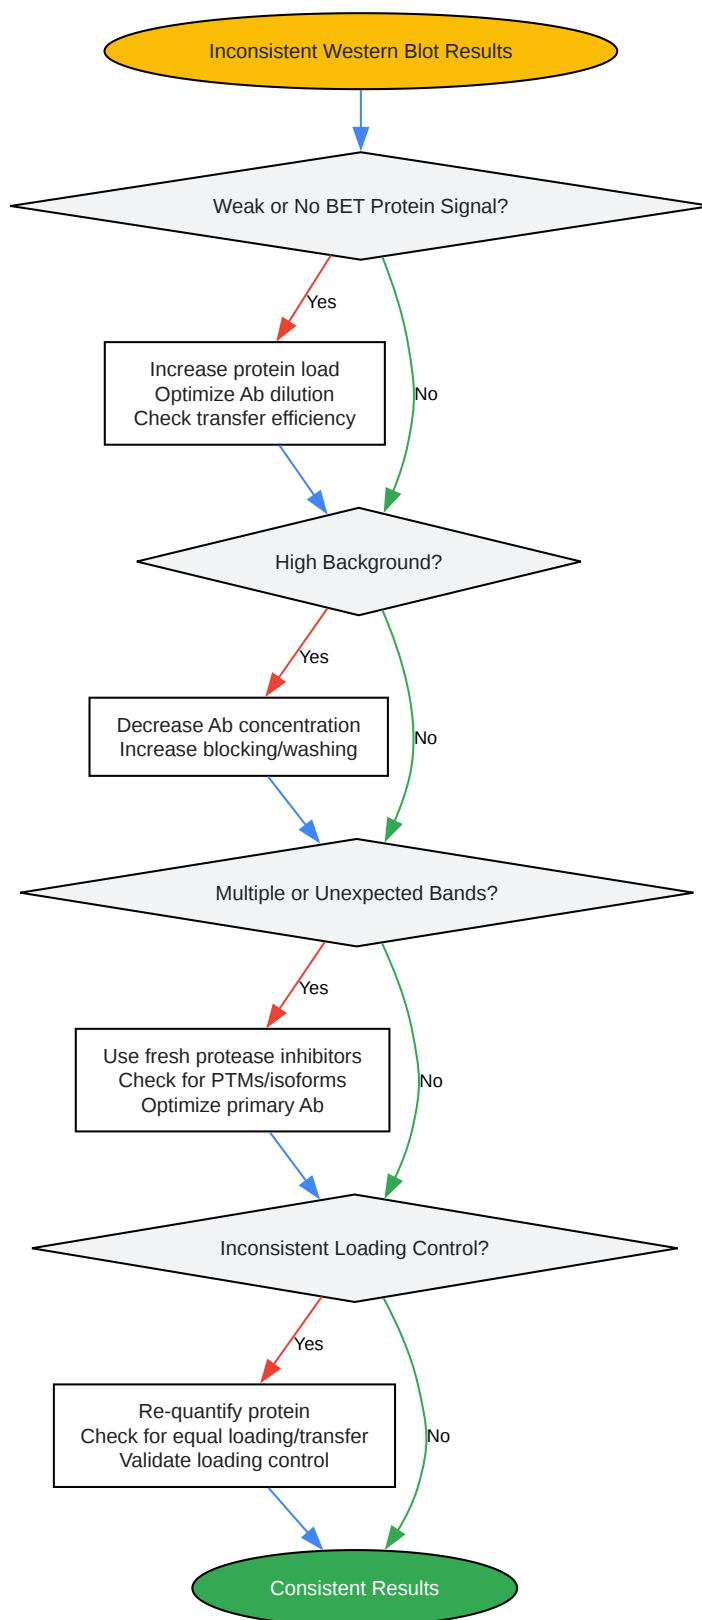 Inconsistent Western Blot Results
Weak or No BET Protein Signal?
Yes
Increase protein load
Optimize Ab dilution
Check transfer efficiency
No
High Background?
Yes
Decrease Ab concentration
Increase blocking/washing
No
Multiple or Unexpected Bands?
Yes
Use fresh protease inhibitors
Check for PTMs/isoforms
Optimize primary Ab
No
Inconsistent Loading Control?
Yes
Re-quantify protein
Check for equal loading/transfer
Validate loading control
No
Consistent Results